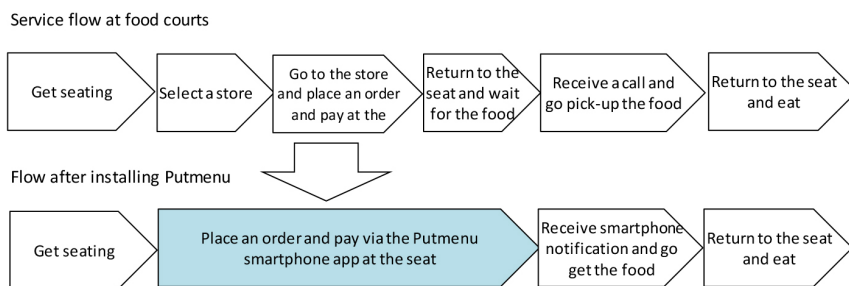 Service flow at food courts
Get seating
Select a store
Go to the store
and place an order
and pay at the
Return to the
seat and wait
for the food
Receive a call and
go pick-up the food
Return to the seat
and eat
Flow after installing Putmenu
Get seating
Place an order and pay via the Putmenu
smartphone app at the seat
Receive smartphone
notification and go
get the food
Return to the seat
and eat